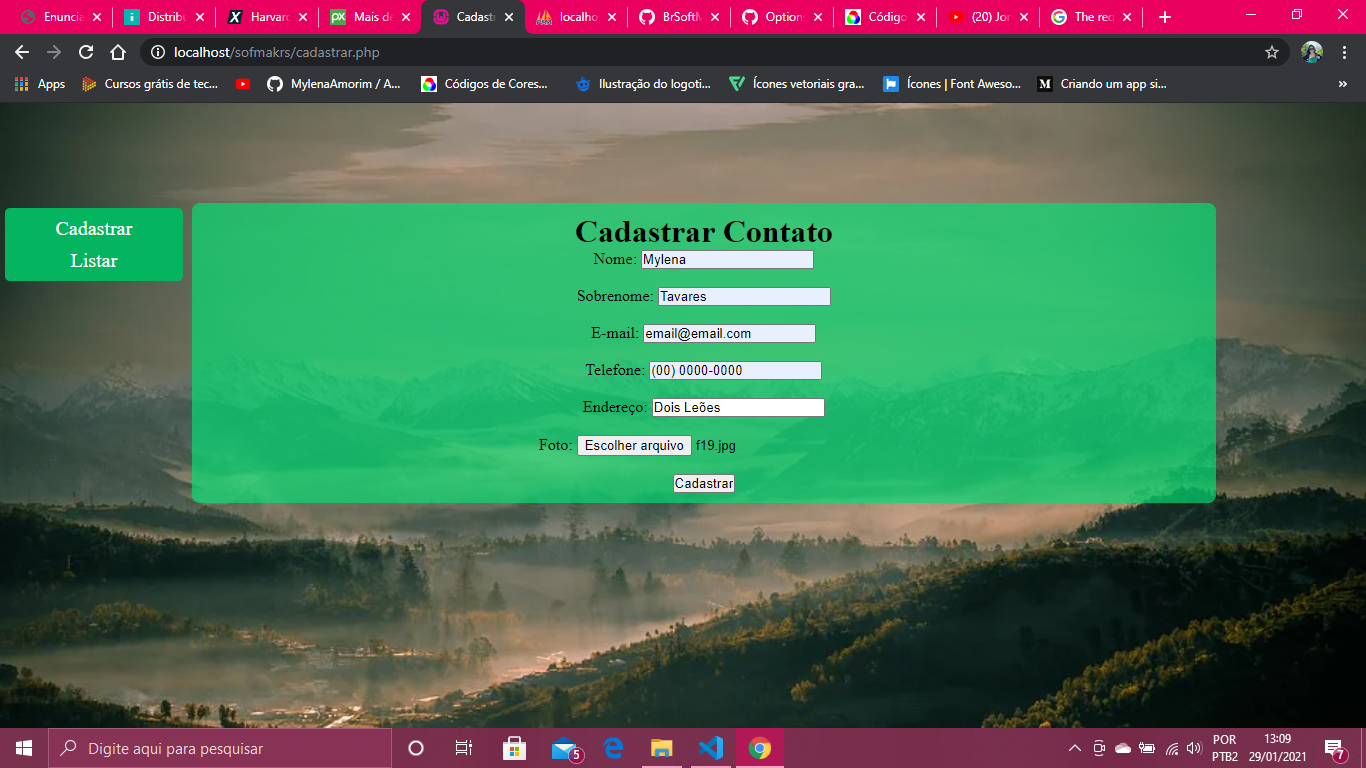 Enuncia
Distribu
Harvard
Mais de
Cadastr
localho
BrSoftM
Option
Código
(20) Jor
The req
localhost/sofmakrs/cadastrar.php
Apps
Cursos grátis de tec...
MylenaAmorim / A...
Códigos de Cores...
Ilustração do logoti...
Ícones vetoriais gra...
Ícones | Font Aweso...
Criando um app si...
Cadastrar
Listar
Cadastrar Contato
Nome: Mylena
Sobrenome: Tavares
E-mail: email@email.com
Telefone: (00) 0000-0000
Endereço: Dois Leões
Foto: Escolher arquivo f19.jpg
Cadastrar
Digite aqui para pesquisar
5
POR
PTB2
13:09
29/01/2021
7